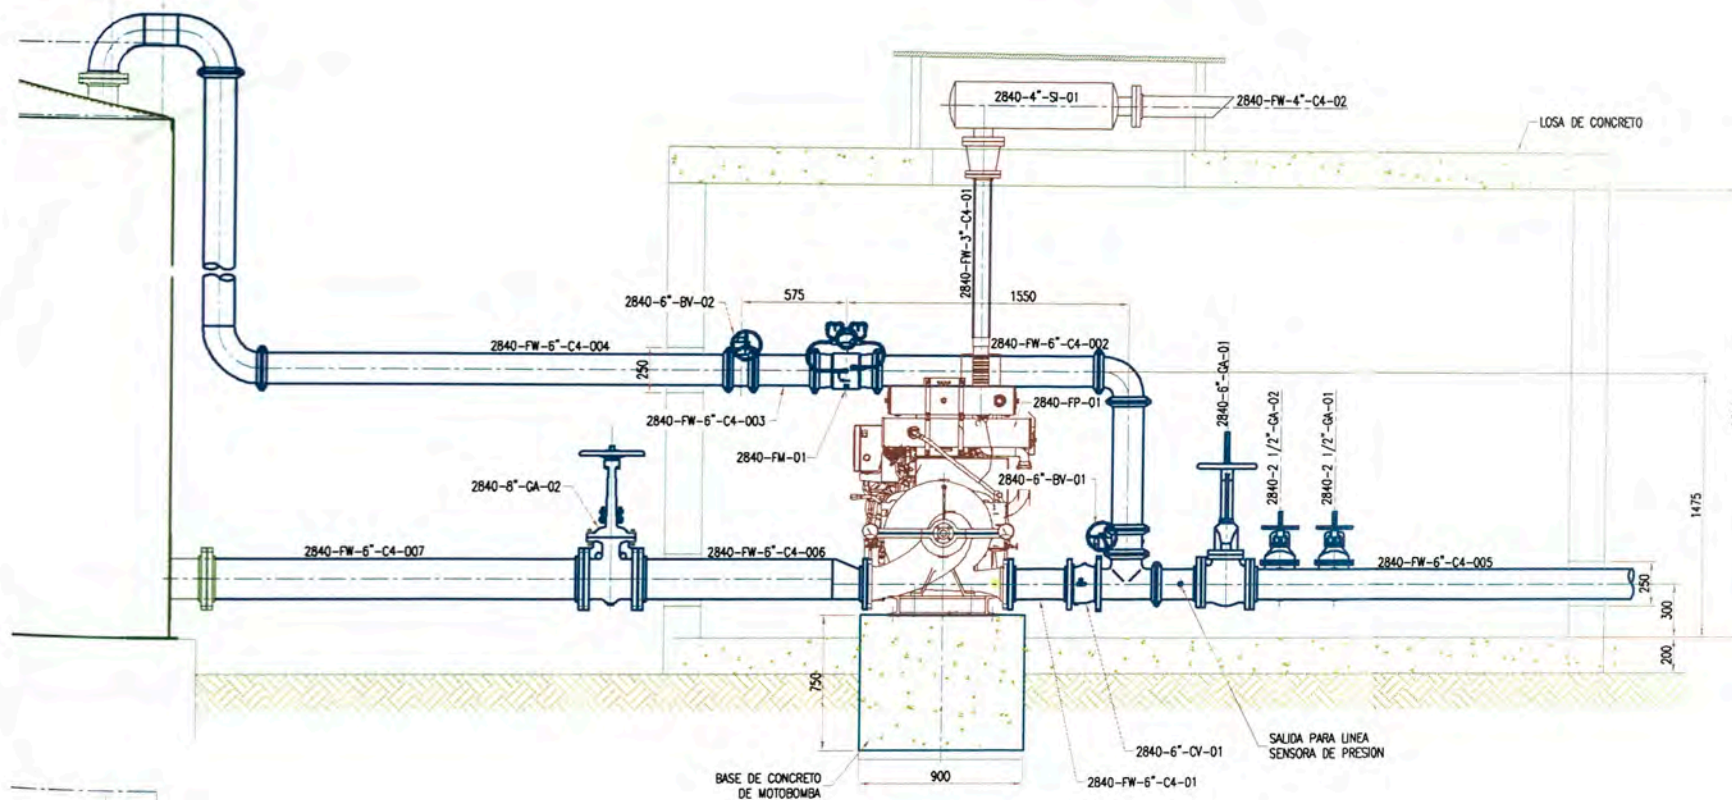 2840-4"-SI-01
2840-FW-4"-C4-02
LOSA DE CONCRETO
2840-FW-3"-C4-01
2840-6"-BV-02
575
1550
2840-FW-6"-C4-004
2840-FW-6"-C4-002
250
2840-FP-01
2840-FW-6"-C4-003
2840-FM-01
2840-6"-GA-01
2840-2 1/2"-GA-02
2840-2 1/2"-GA-01
2840-8"-GA-02
2840-6"-BV-01
1475
2840-FW-6"-C4-007
2840-FW-6"-C4-006
2840-FW-6"-C4-005
250
300
200
750
SALIDA PARA LINEA
SENSORA DE PRESION
2840-6"-CV-01
900
2840-FW-6"-C4-01
BASE DE CONCRETO
DE MOTOBOMBA